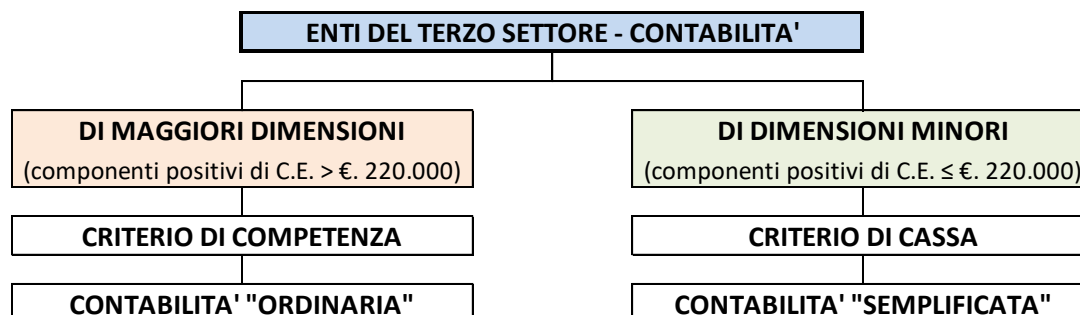 ENTI DEL TERZO SETTORE - CONTABILITA'
DI MAGGIORI DIMENSIONI
(componenti positivi di C.E. > €. 220.000)
DI DIMENSIONI MINORI
(componenti positivi di C.E. ≤ €. 220.000)
CRITERIO DI COMPETENZA
CRITERIO DI CASSA
CONTABILITA' "ORDINARIA"
CONTABILITA' "SEMPLIFICATA"